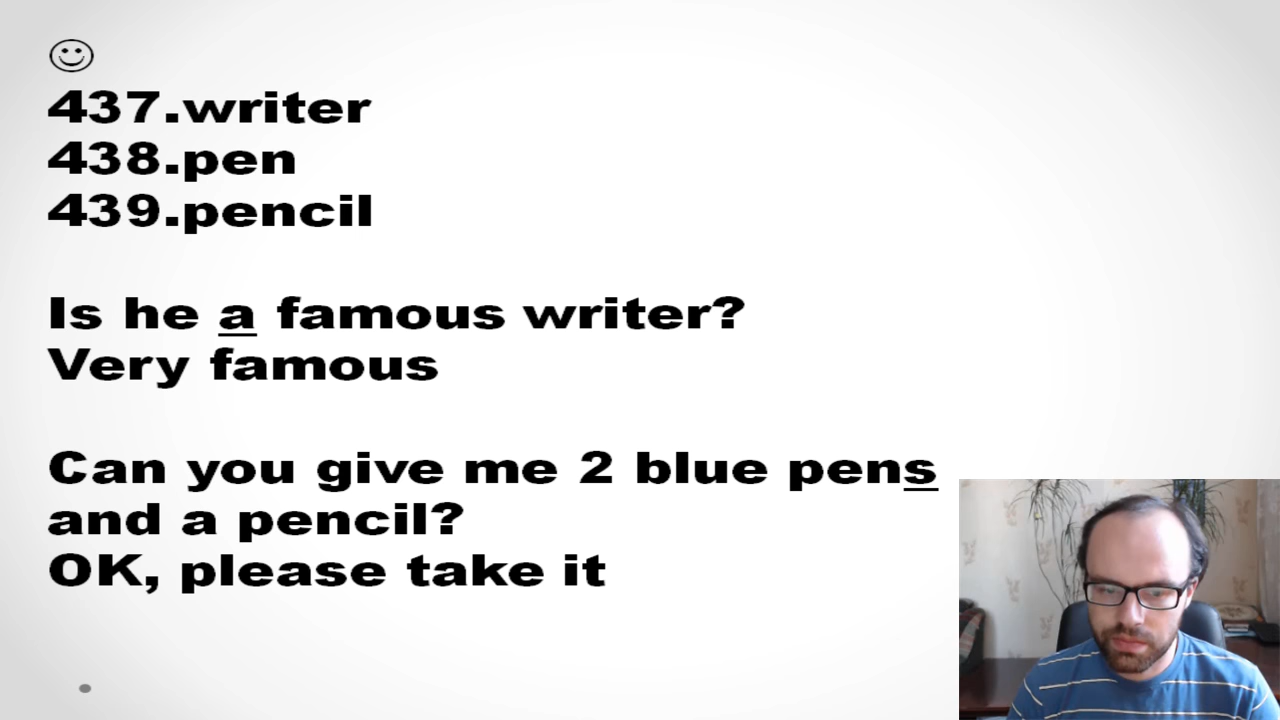 437.writer
438.pen
439.pencil
Is he a famous writer?
Very famous
Can you give me 2 blue pens
and a pencil?
OK, please take it